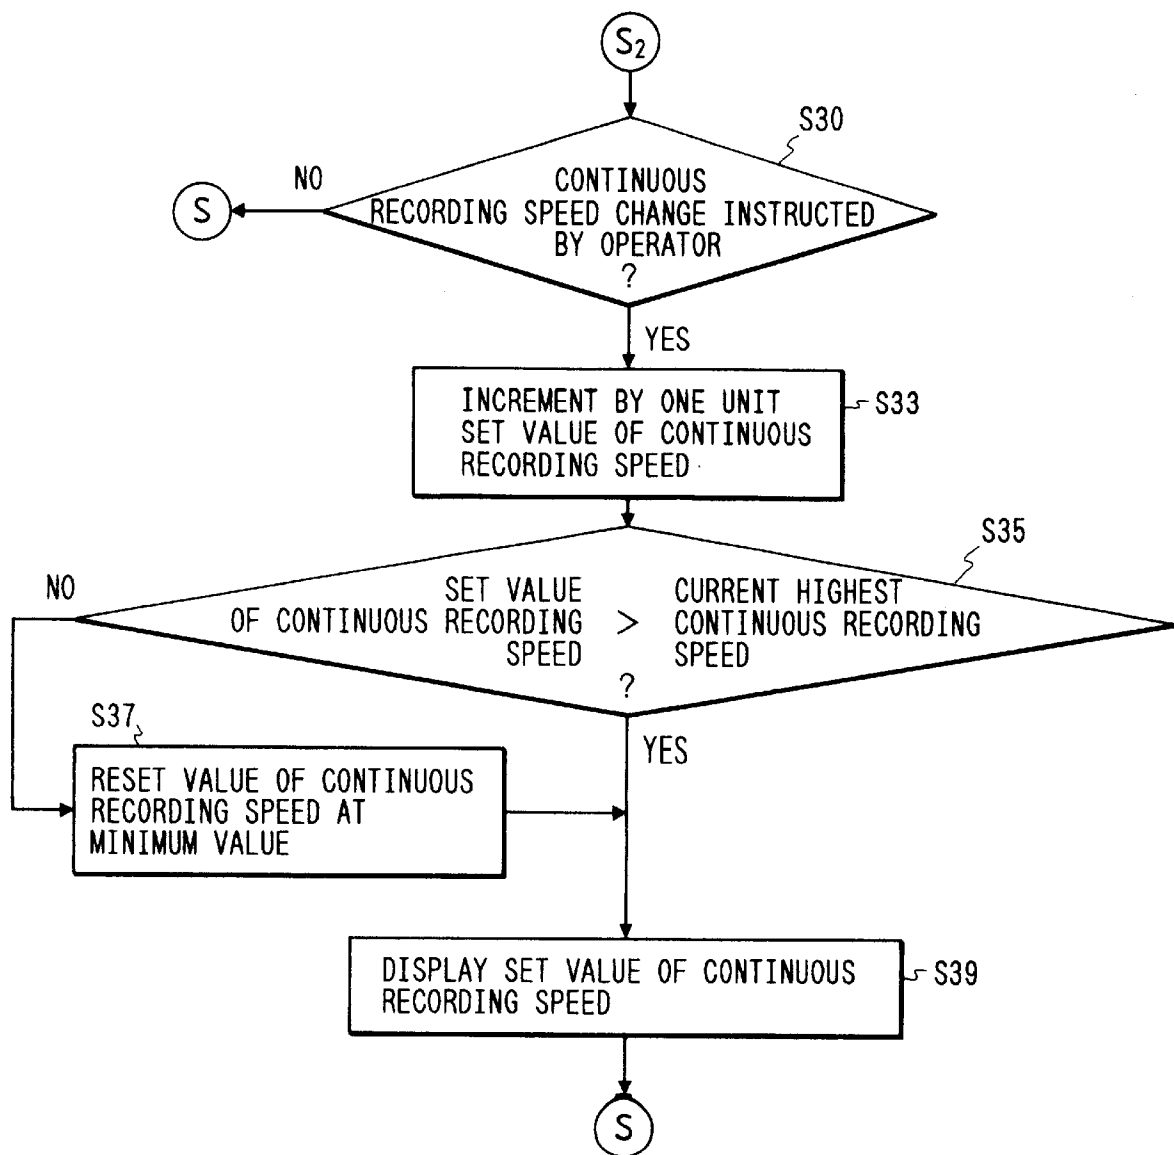 S2
S30
NO
CONTINUOUS
RECORDING SPEED CHANGE INSTRUCTED
BY OPERATOR
?
S
YES
INCREMENT BY ONE UNIT
SET VALUE OF CONTINUOUS
RECORDING SPEED
S33
S35
NO
SET VALUE
OF CONTINUOUS RECORDING
SPEED
>
CURRENT HIGHEST
CONTINUOUS RECORDING
SPEED
?
S37
YES
RESET VALUE OF CONTINUOUS
RECORDING SPEED AT
MINIMUM VALUE
DISPLAY SET VALUE OF CONTINUOUS
RECORDING SPEED
S39
S